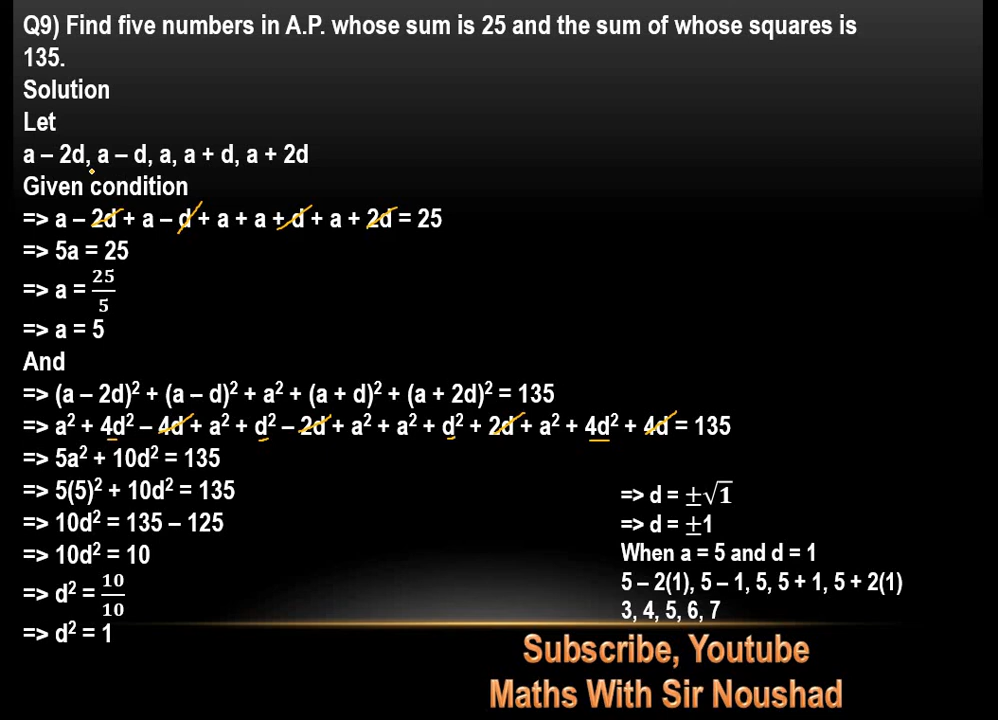 Q9) Find five numbers in A.P. whose sum is 25 and the sum of whose squares is
135.
Solution
Let
a – 2d, a – d, a, a + d, a + 2d
Given condition
=> a – 2d + a – d + a + a + d + a + 2d = 25
=> 5a = 25
=> a = 25/5
=> a = 5
And
=> (a – 2d)² + (a – d)² + a² + (a + d)² + (a + 2d)² = 135
=> a² + 4d² – 4d + a² + d² – 2d + a² + a² + d² + 2d + a² + 4d² + 4d = 135
=> 5a² + 10d² = 135
=> 5(5)² + 10d² = 135
=> 10d² = 135 – 125
=> 10d² = 10
=> d² = 10/10
=> d² = 1
=> d = ±√1
=> d = ±1
When a = 5 and d = 1
5 – 2(1), 5 – 1, 5, 5 + 1, 5 + 2(1)
3, 4, 5, 6, 7
Subscribe, Youtube
Maths With Sir Noushad